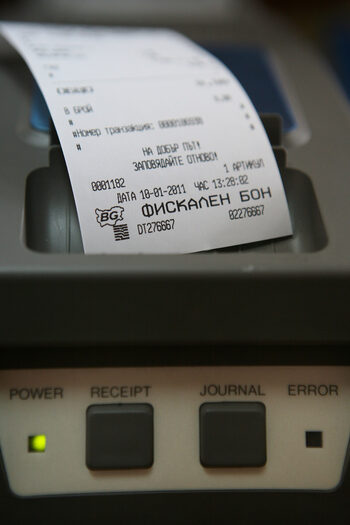 В БРОЙ
#
#Номер транзакция:
#
НА ДОБЪР ПЪТ!
ЗАПОВЯДАЙТЕ ОТНОВО!
1 АРТИКУЛ
0001182
ДАТА 10-01-2011 ЧАС 13:28:02
BG ФИСКАЛЕН БОН
DT276667 02276667
POWER RECEIPT JOURNAL ERROR